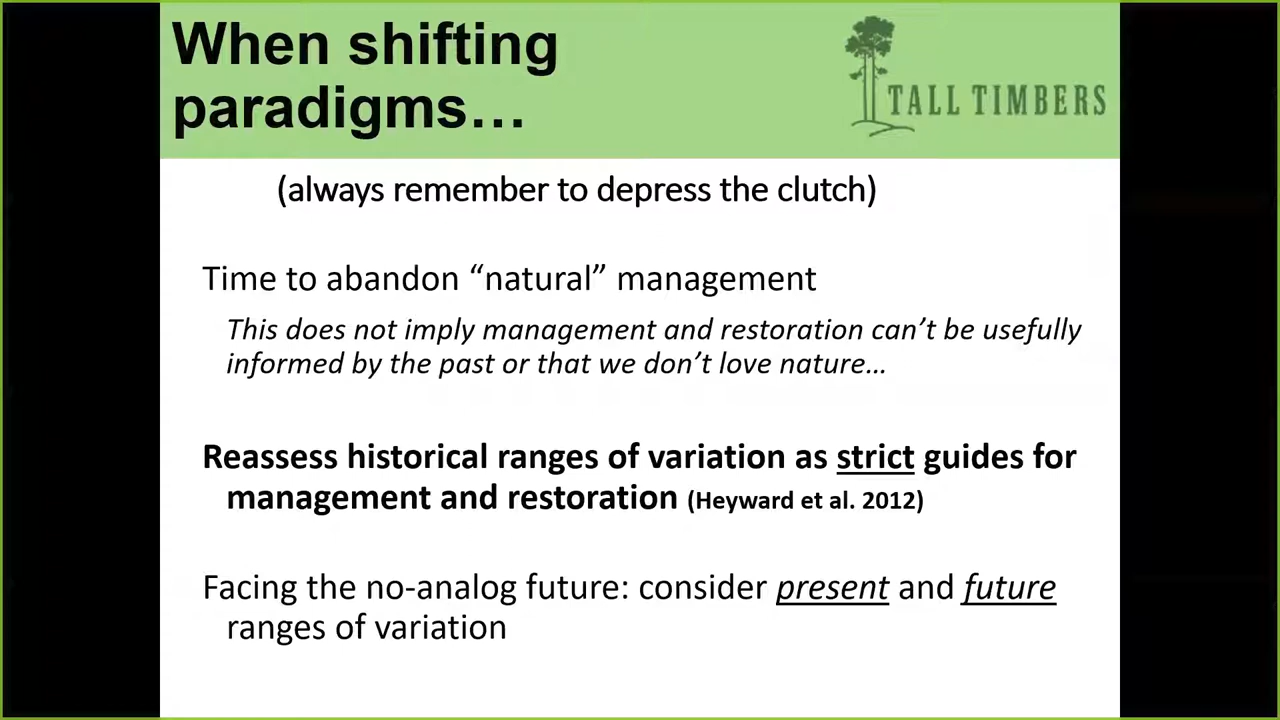 When shifting
paradigms…
TALL TIMBERS
(always remember to depress the clutch)
Time to abandon “natural” management
This does not imply management and restoration can’t be usefully
informed by the past or that we don’t love nature…
Reassess historical ranges of variation as strict guides for
management and restoration (Heyward et al. 2012)
Facing the no-analog future: consider present and future
ranges of variation